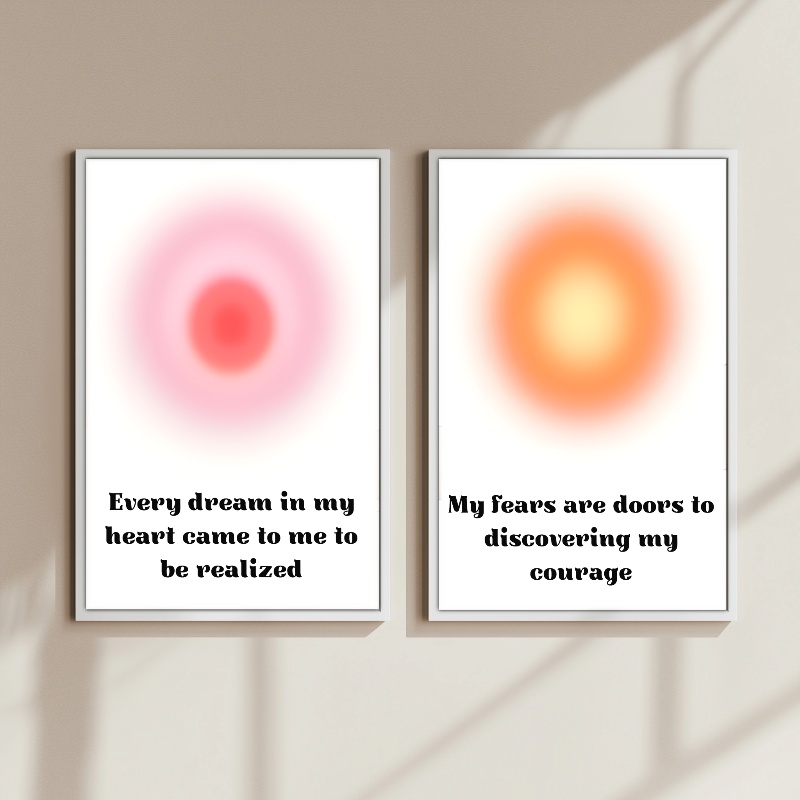 Every dream in my
heart came to me to
be realized
My fears are doors to
discovering my
courage